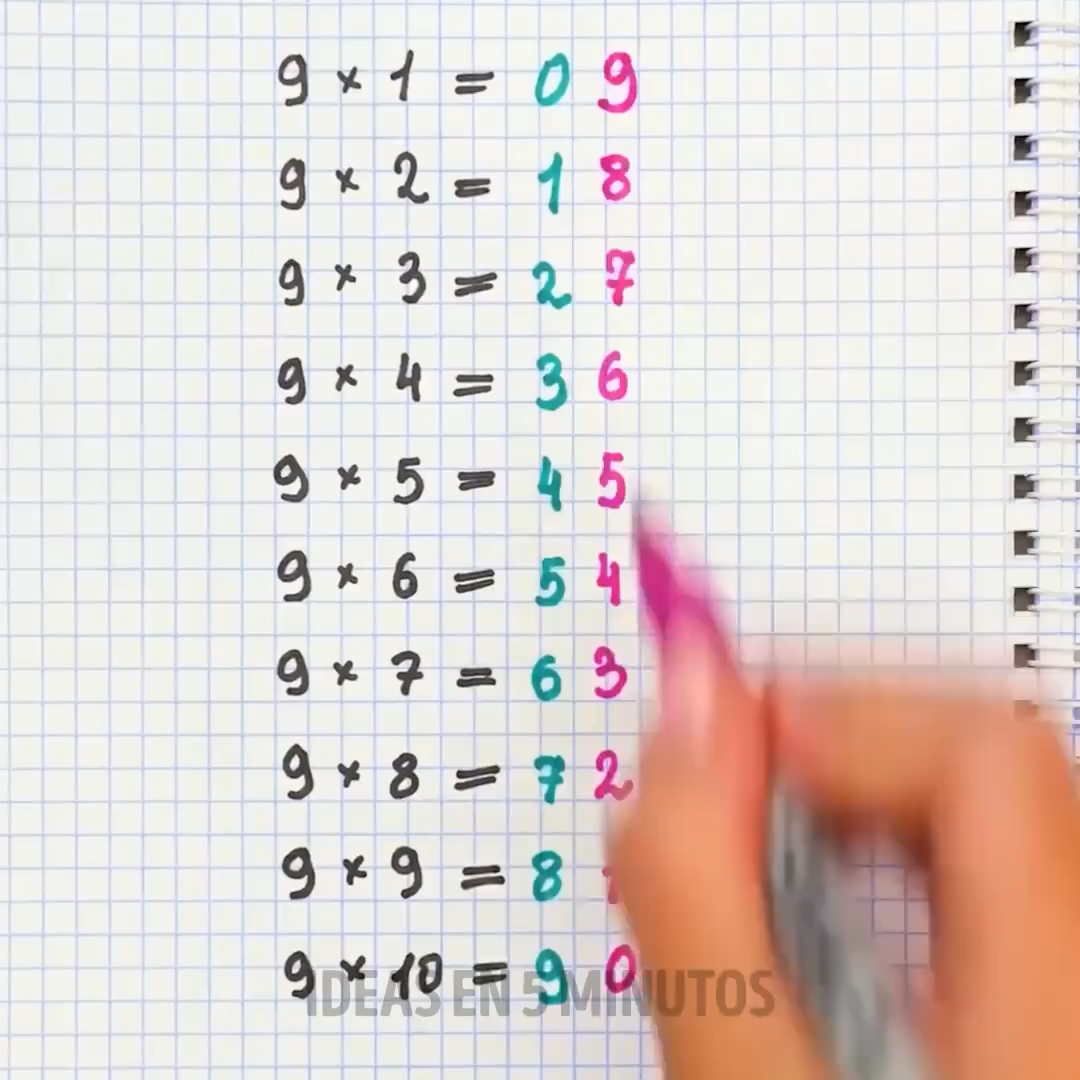 9 × 1 = 0 9
9 × 2 = 1 8
9 × 3 = 2 7
9 × 4 = 3 6
9 × 5 = 4 5
9 × 6 = 5 4
9 × 7 = 6 3
9 × 8 = 7 2
9 × 9 = 8
9 × 10 = 9 0
IDEAS EN 5 MINUTOS